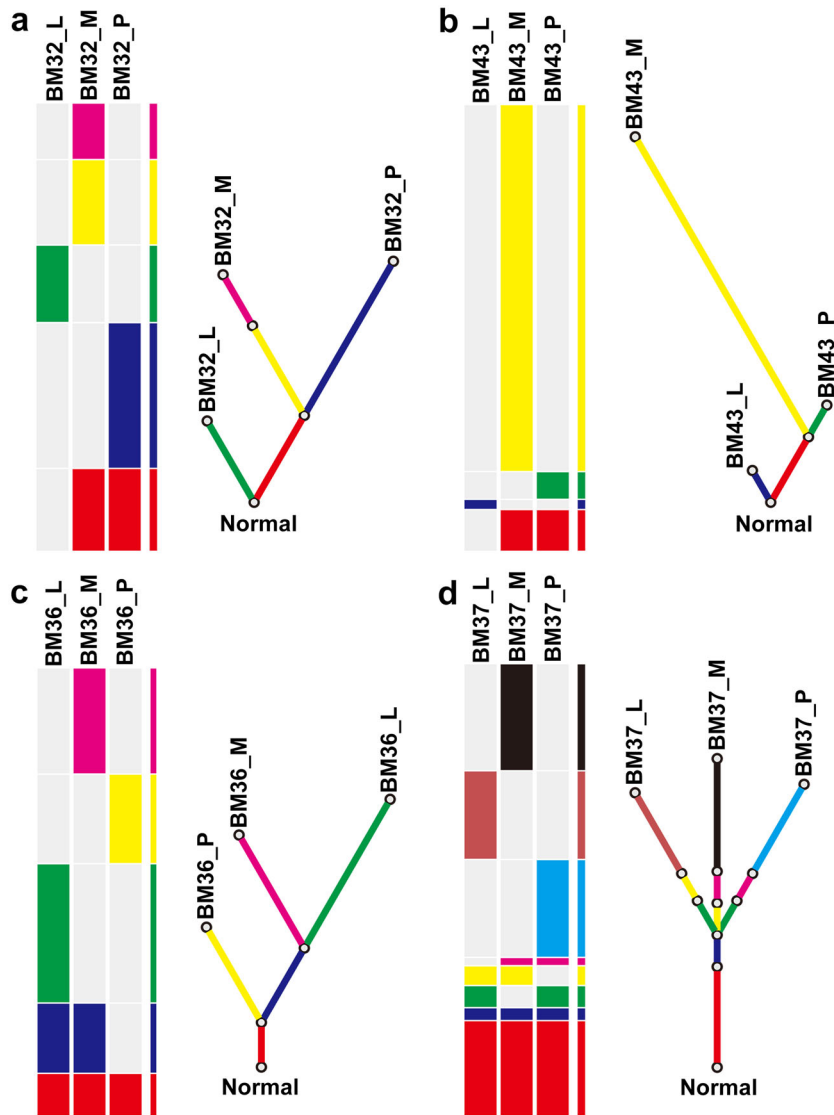 a
BM32_L
BM32_M
BM32_P
BM32_L
BM32_M
BM32_P
Normal
b
BM43_L
BM43_M
BM43_P
BM43_M
BM43_L
BM43_P
Normal
c
BM36_L
BM36_M
BM36_P
BM36_P
BM36_M
BM36_L
Normal
d
BM37_L
BM37_M
BM37_P
BM37_L
BM37_M
BM37_P
Normal